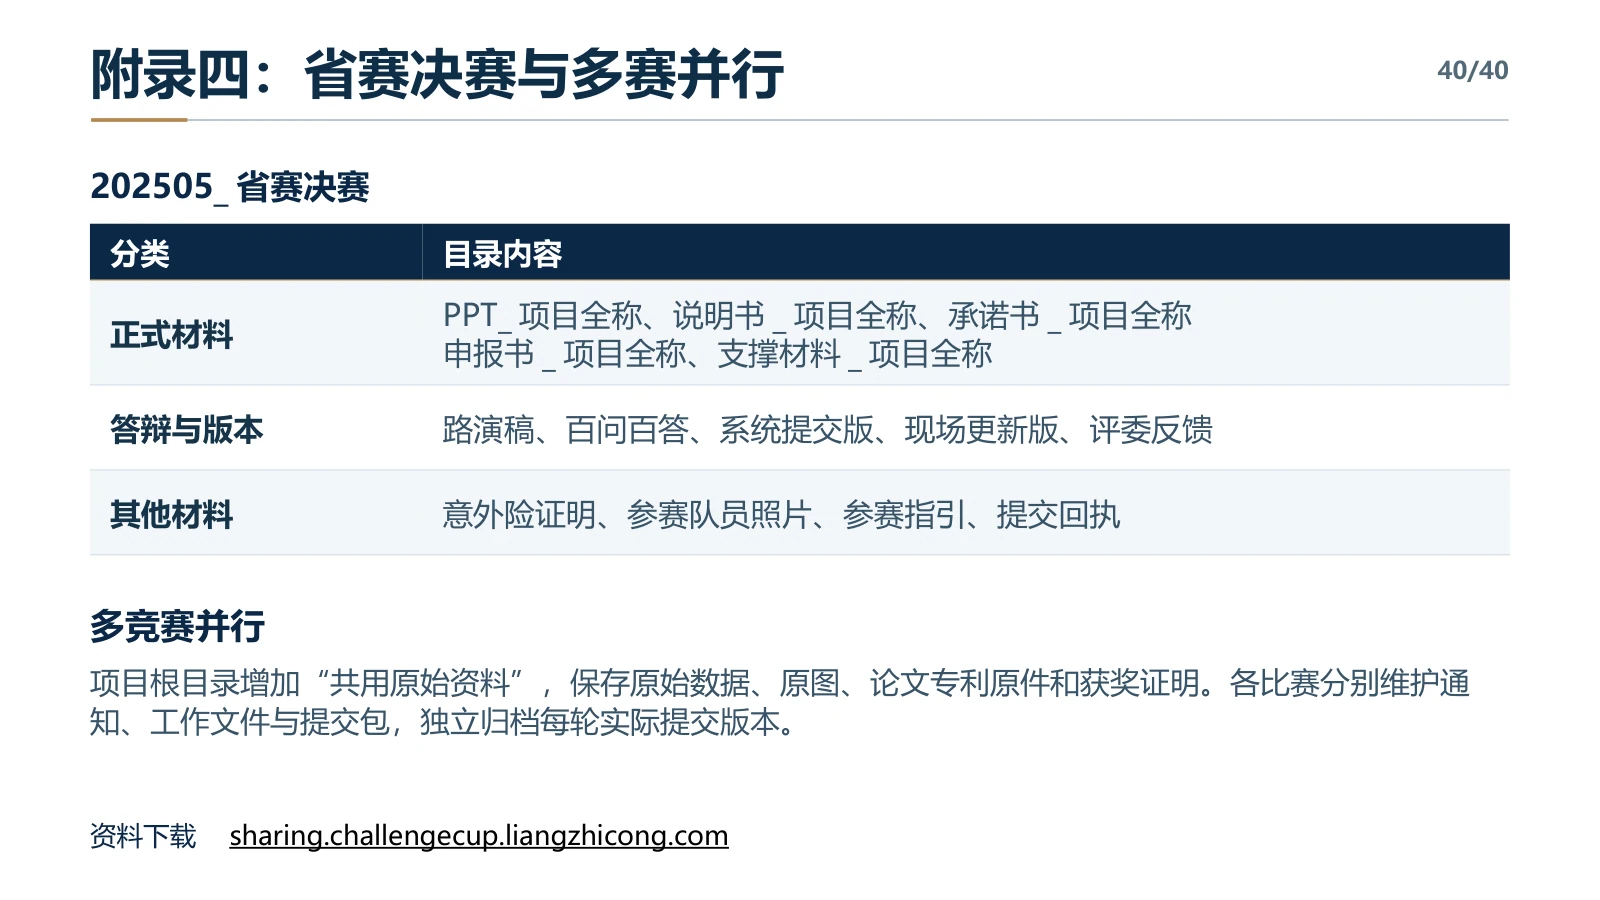 附录四：省赛决赛与多赛并行
40/40
202505_ 省赛决赛
分类 目录内容
正式材料 PPT_ 项目全称、说明书 _ 项目全称、承诺书 _ 项目全称
申报书 _ 项目全称、支撑材料 _ 项目全称
答辩与版本 路演稿、百问百答、系统提交版、现场更新版、评委反馈
其他材料 意外险证明、参赛队员照片、参赛指引、提交回执
多竞赛并行
项目根目录增加“共用原始资料”，保存原始数据、原图、论文专利原件和获奖证明。各比赛分别维护通
知、工作文件与提交包，独立归档每轮实际提交版本。
资料下载 sharing.challengecup.liangzhicong.com